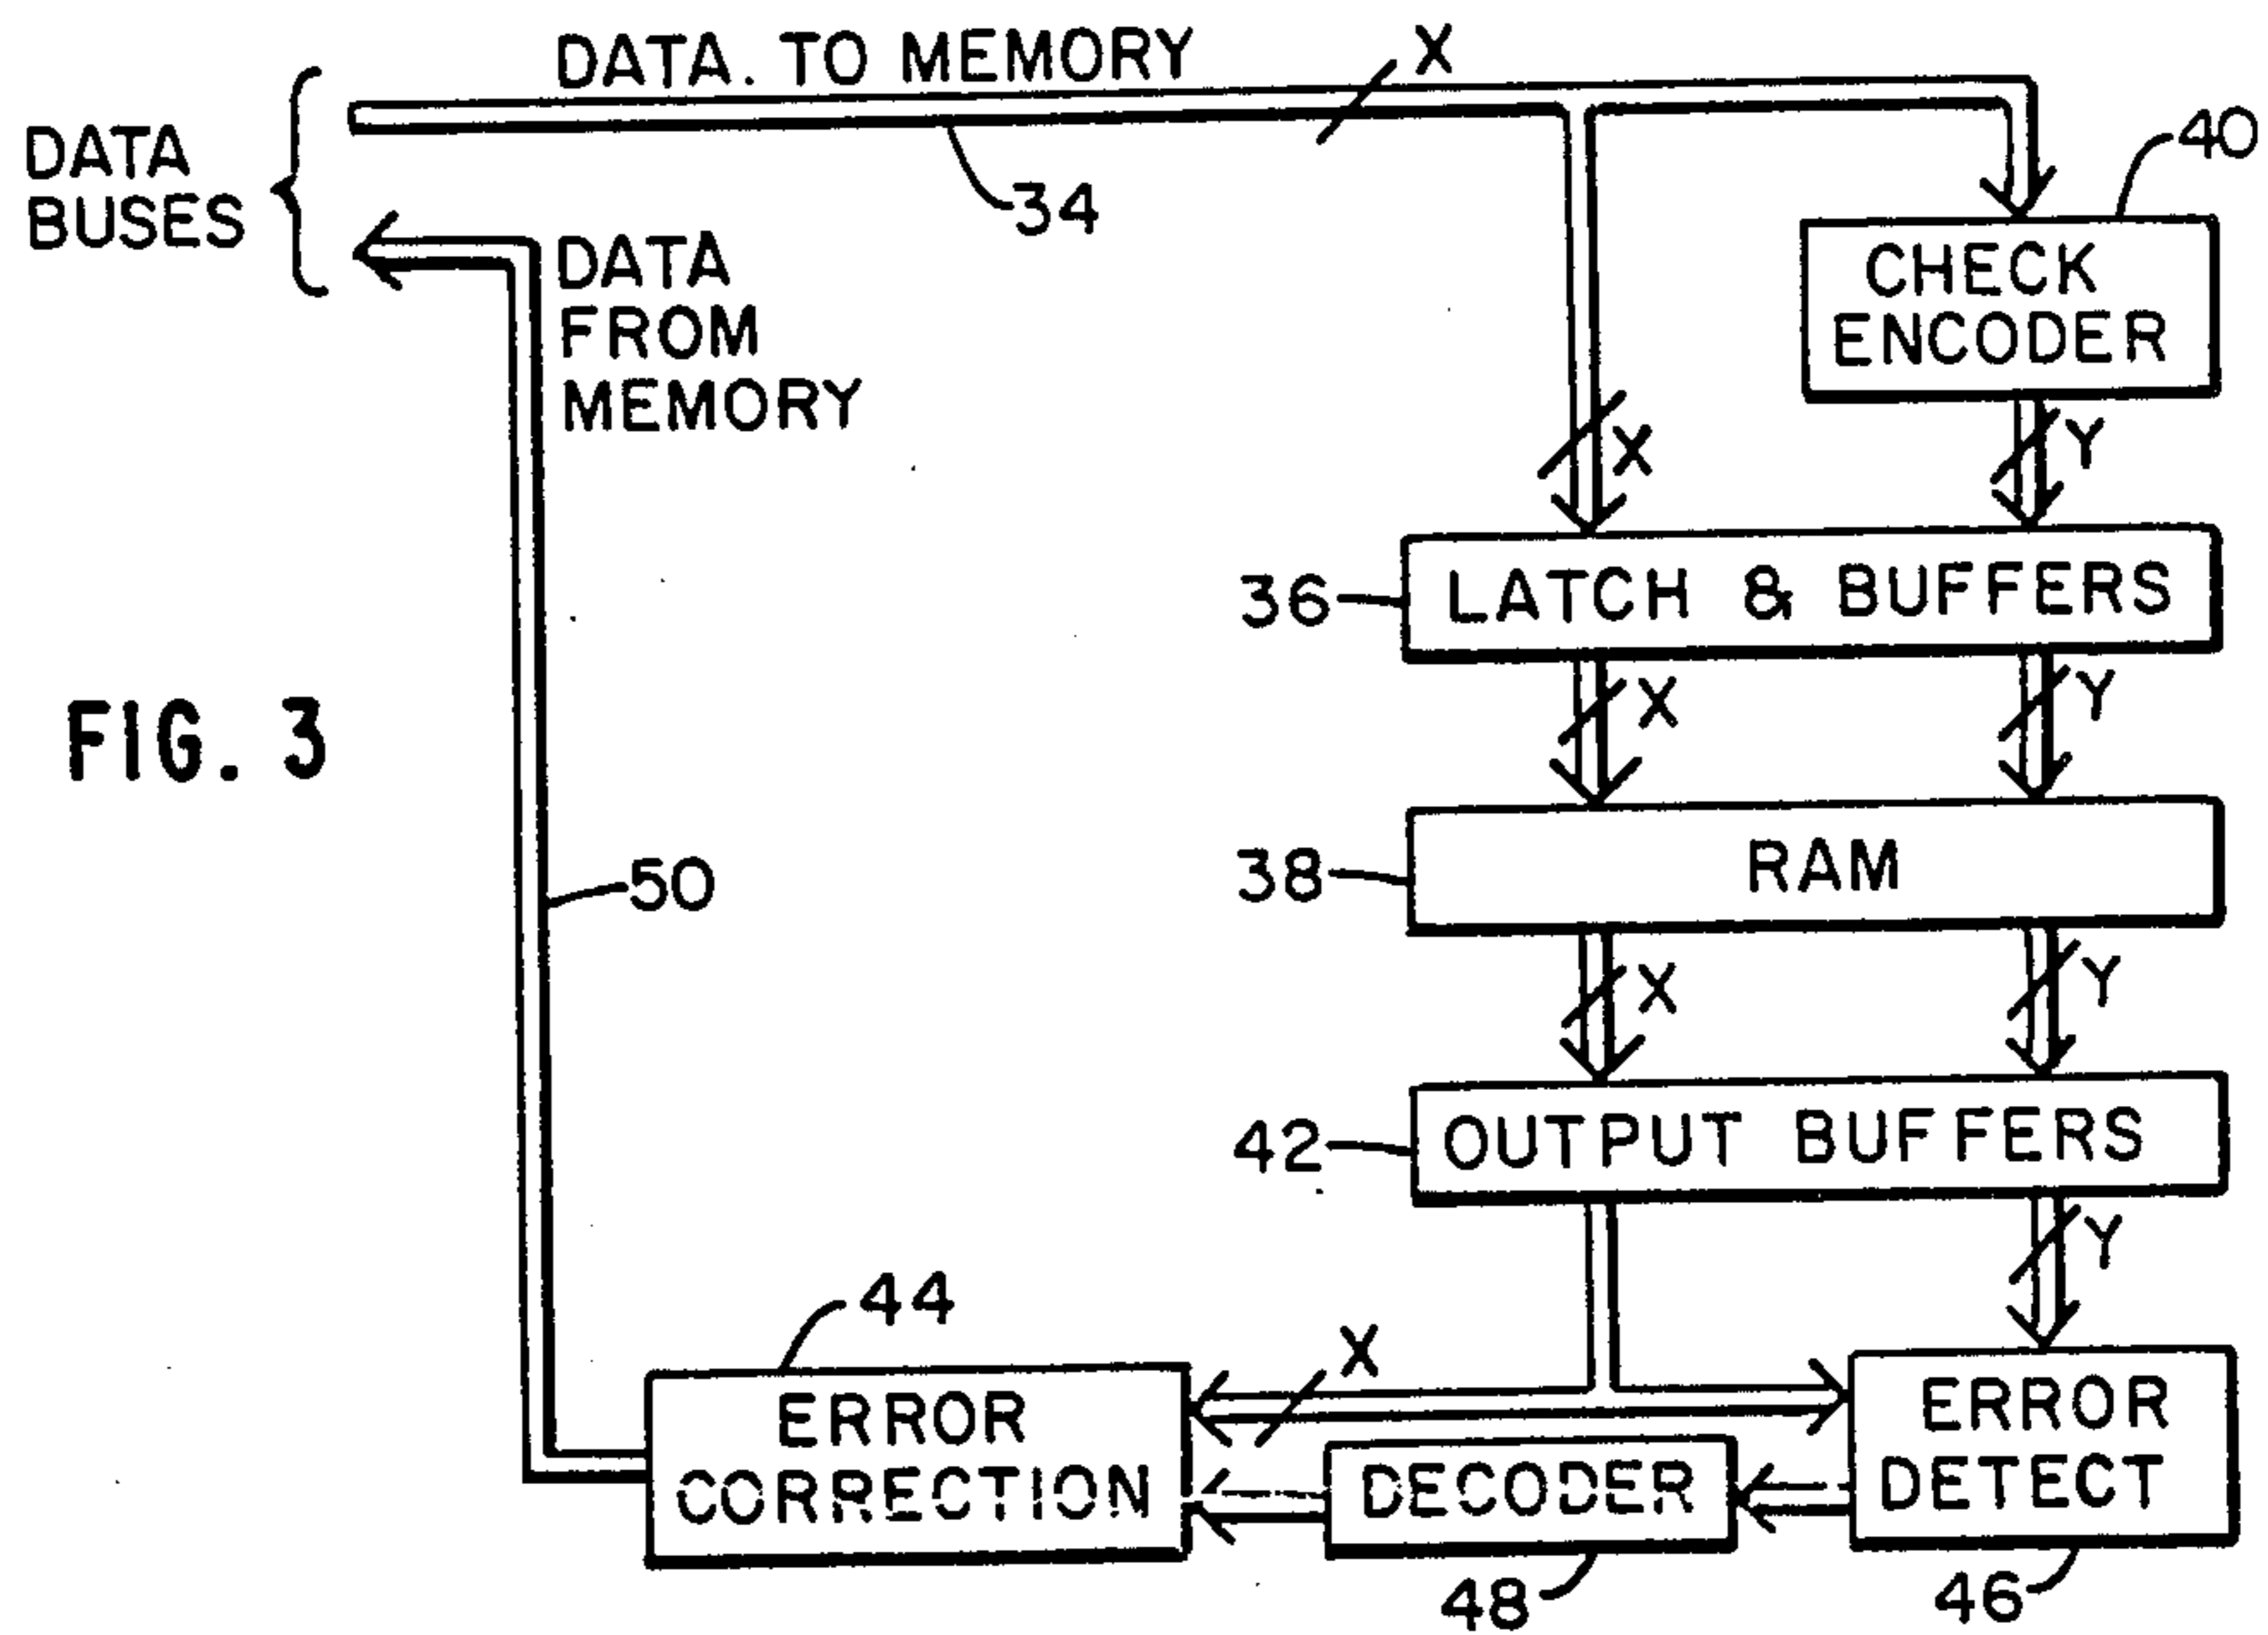 DATA. TO MEMORY
X
DATA
BUSES
34
40
DATA
FROM
MEMORY
CHECK
ENCODER
X
Y
36
LATCH & BUFFERS
X
Y
FIG. 3
38
RAM
50
X
Y
42
OUTPUT BUFFERS
Y
44
X
ERROR
CORRECTION
DECODER
ERROR
DETECT
48
46